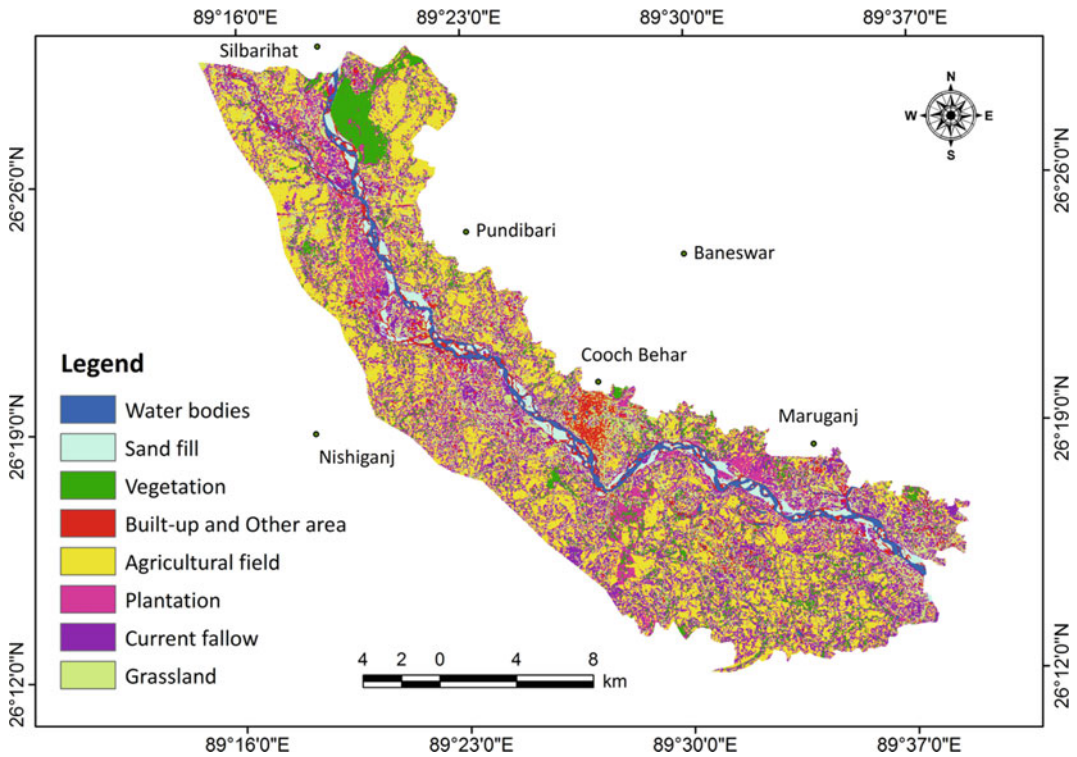 89°16'0"E 89°23'0"E 89°30'0"E 89°37'0"E
Silbarihat
N
W E
S
26°26'0"N 26°26'0"N
Pundibari
Baneswar
Cooch Behar
Maruganj
Nishiganj
26°19'0"N 26°19'0"N
Legend
Water bodies
Sand fill
Vegetation
Built-up and Other area
Agricultural field
Plantation
Current fallow
Grassland
4 2 0 4 8
km
26°12'0"N 26°12'0"N
89°16'0"E 89°23'0"E 89°30'0"E 89°37'0"E